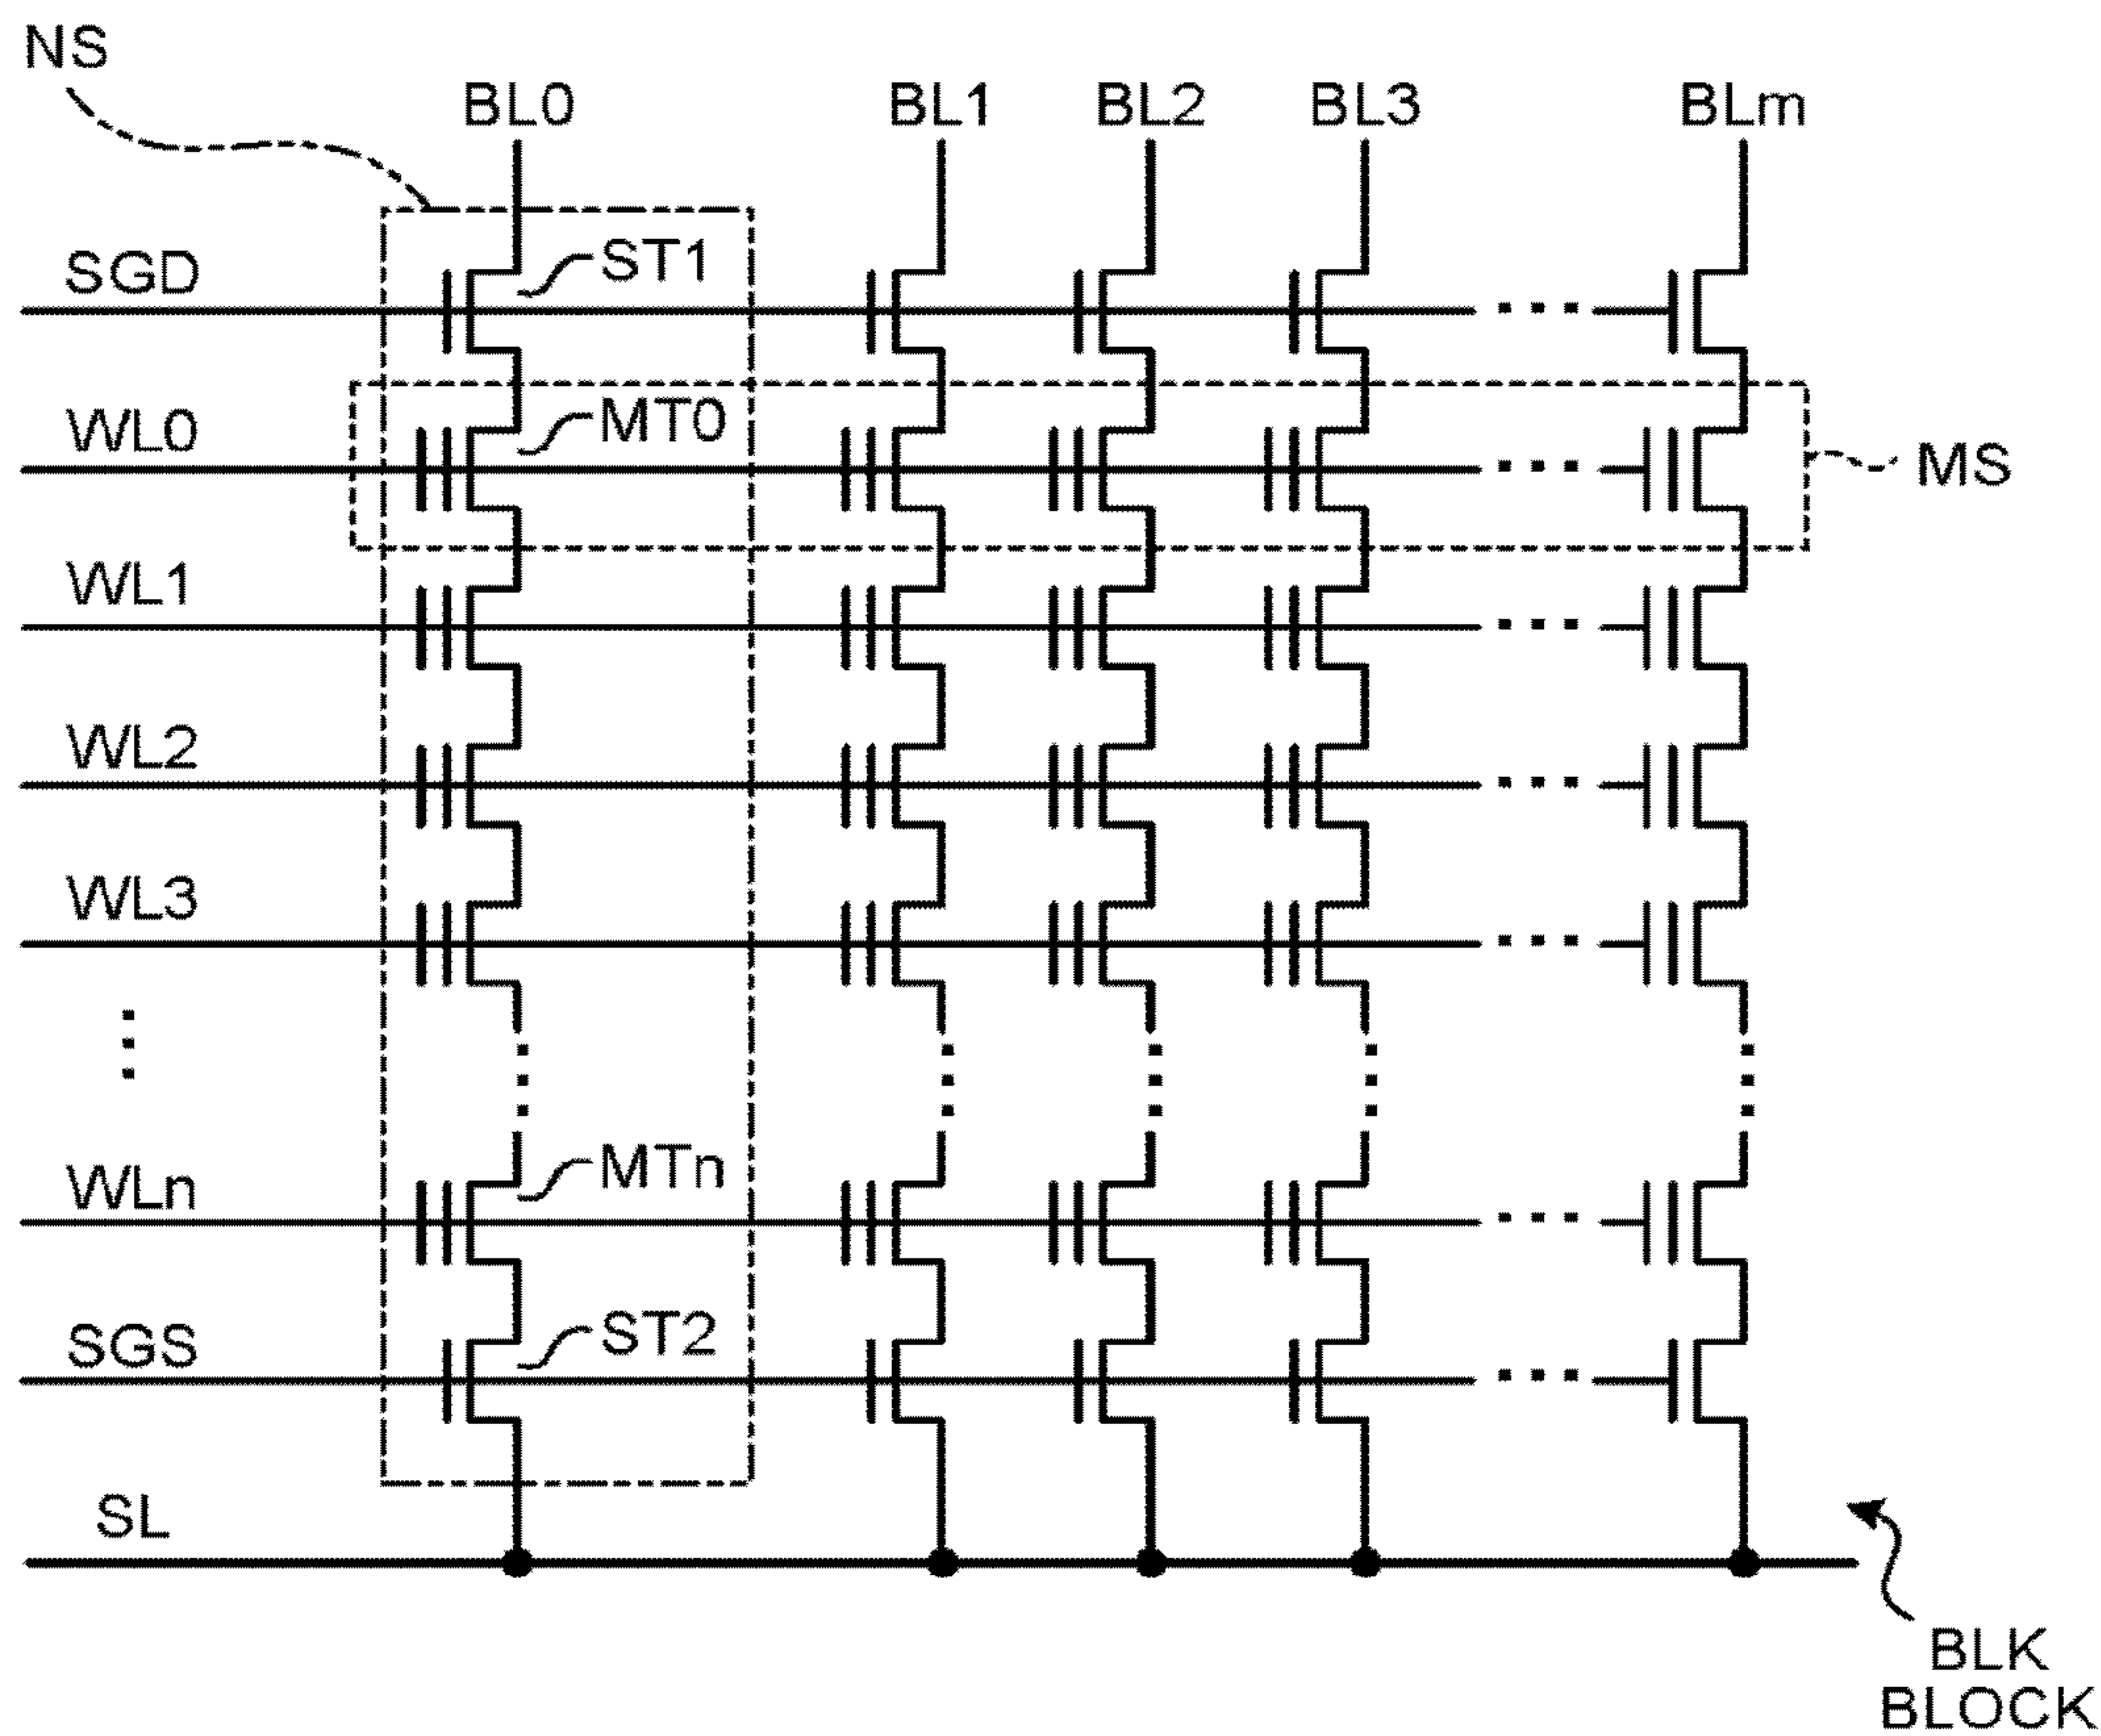 NS
BL0 BL1 BL2 BL3 BLm
SGD
ST1
WL0
MT0
MS
WL1
WL2
WL3
WLn
MTn
SGS
ST2
SL
BLK
BLOCK